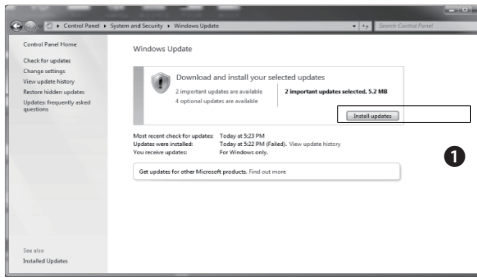 Control Panel ▸ System and Security ▸ Windows Update
Search Control Panel
Control Panel Home
Check for updates
Change settings
View update history
Restore hidden updates
Updates: frequently asked
questions
See also
Installed Updates
Windows Update
Download and install your selected updates
2 important updates are available
4 optional updates are available
2 important updates selected, 5.2 MB
Install updates
Most recent check for updates: Today at 5:23 PM
Updates were installed: Today at 5:22 PM (Failed). View update history
You receive updates: For Windows only.
Get updates for other Microsoft products. Find out more
1